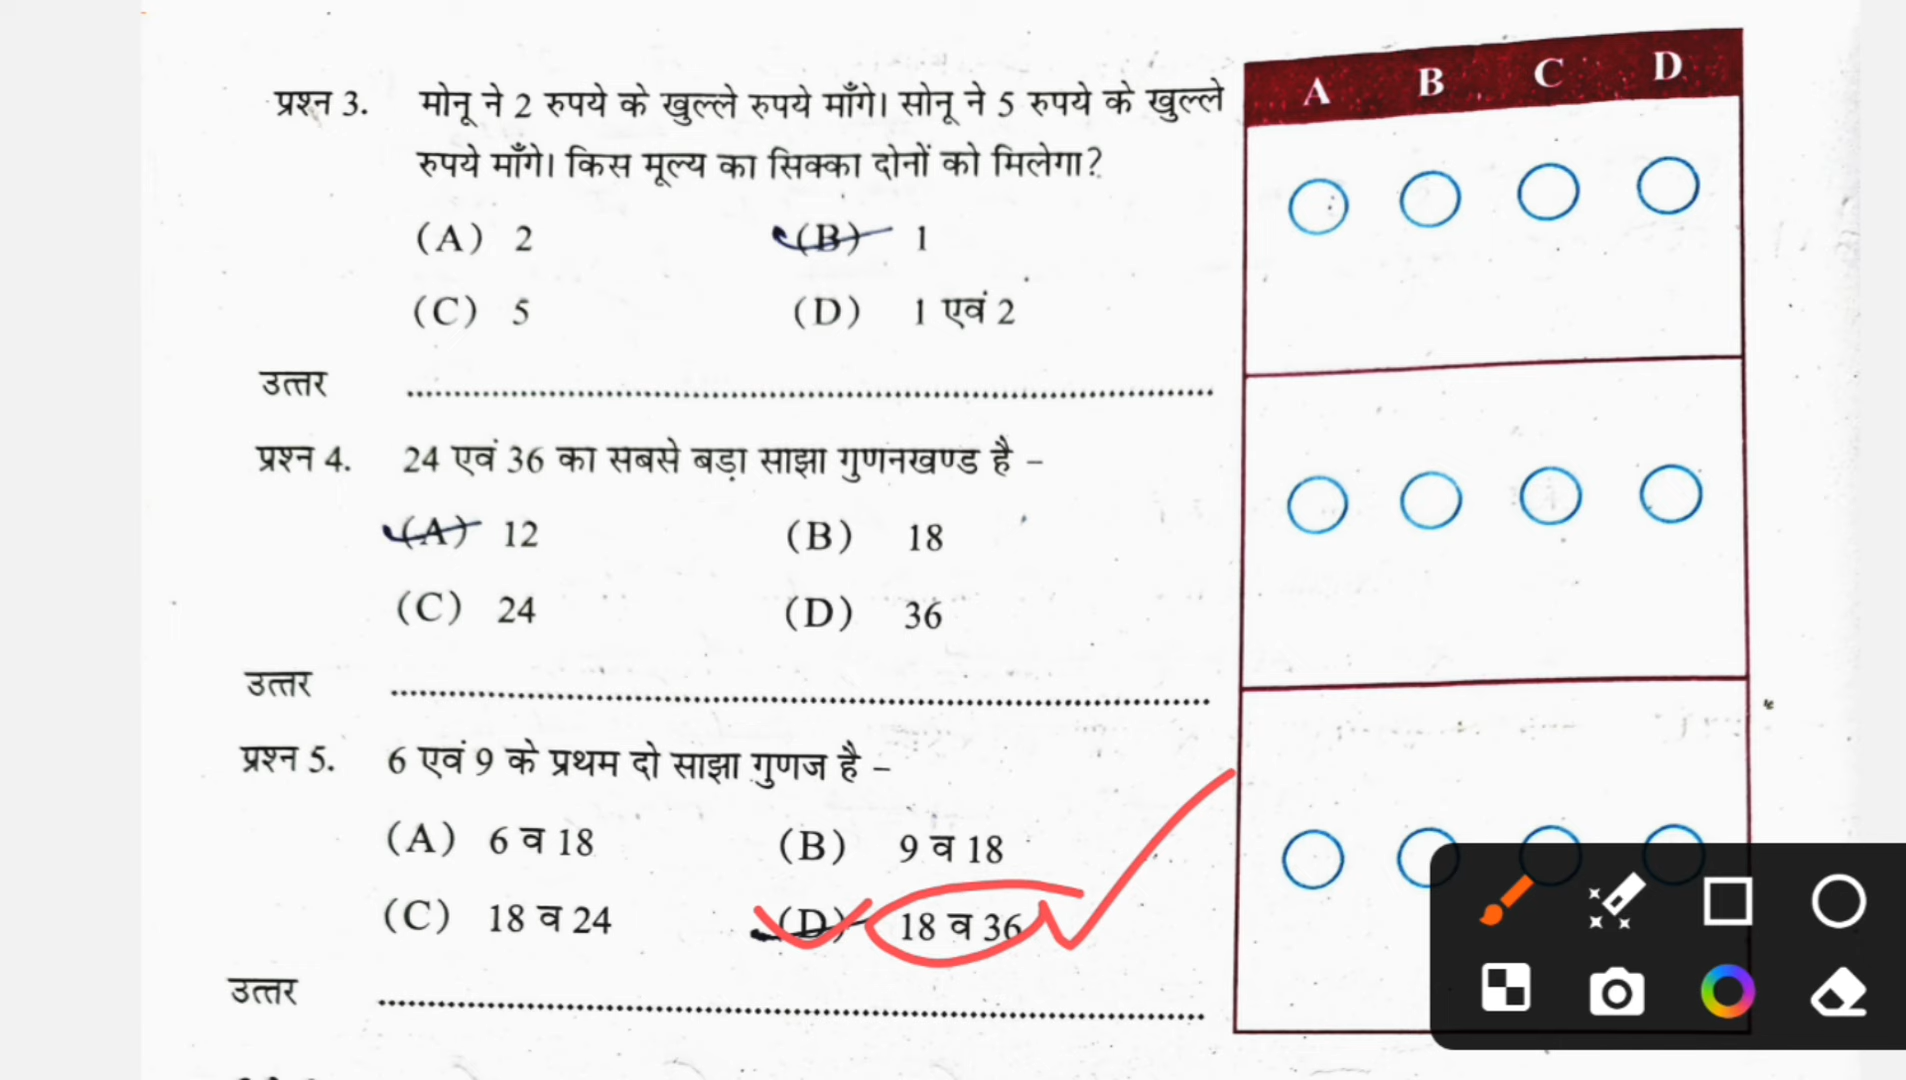 A B C D
प्रश्न 3. मोनू ने 2 रुपये के खुल्ले रुपये माँगे। सोनू ने 5 रुपये के खुल्ले
रुपये माँगे। किस मूल्य का सिक्का दोनों को मिलेगा?
(A) 2 (B) 1
(C) 5 (D) 1 एवं 2
उत्तर
प्रश्न 4. 24 एवं 36 का सबसे बड़ा साझा गुणनखण्ड है –
(A) 12 (B) 18
(C) 24 (D) 36
उत्तर
प्रश्न 5. 6 एवं 9 के प्रथम दो साझा गुणज है –
(A) 6 व 18 (B) 9 व 18
(C) 18 व 24 (D) 18 व 36
उत्तर